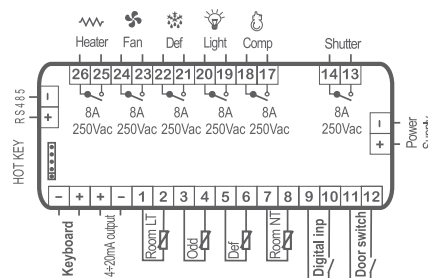 Heater Fan Def Light Comp Shutter
26 25 24 23 22 21 20 19 18 17 14 13
8A 8A 8A 8A 8A 8A
250Vac 250Vac 250Vac 250Vac 250Vac 250Vac
RS485
-
+
HOT KEY
-
+
Power
Supply
- + + - 1 2 3 4 5 6 7 8 9 10 11 12
Keyboard
4÷20mA output
Room LT
Odd
Def
Room NT
Digital inp
Door switch